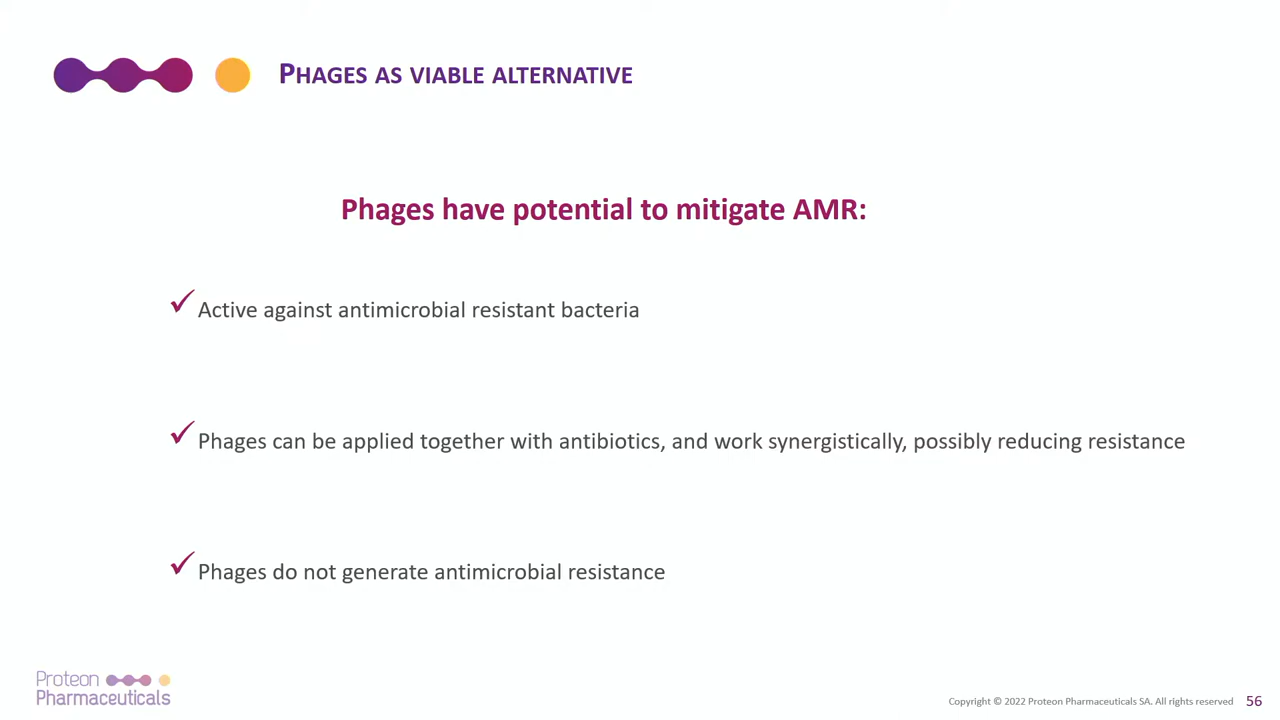 PHAGES AS VIABLE ALTERNATIVE
Phages have potential to mitigate AMR:
✓ Active against antimicrobial resistant bacteria
✓ Phages can be applied together with antibiotics, and work synergistically, possibly reducing resistance
✓ Phages do not generate antimicrobial resistance
Proteon
Pharmaceuticals
Copyright © 2022 Proteon Pharmaceuticals SA. All rights reserved 56